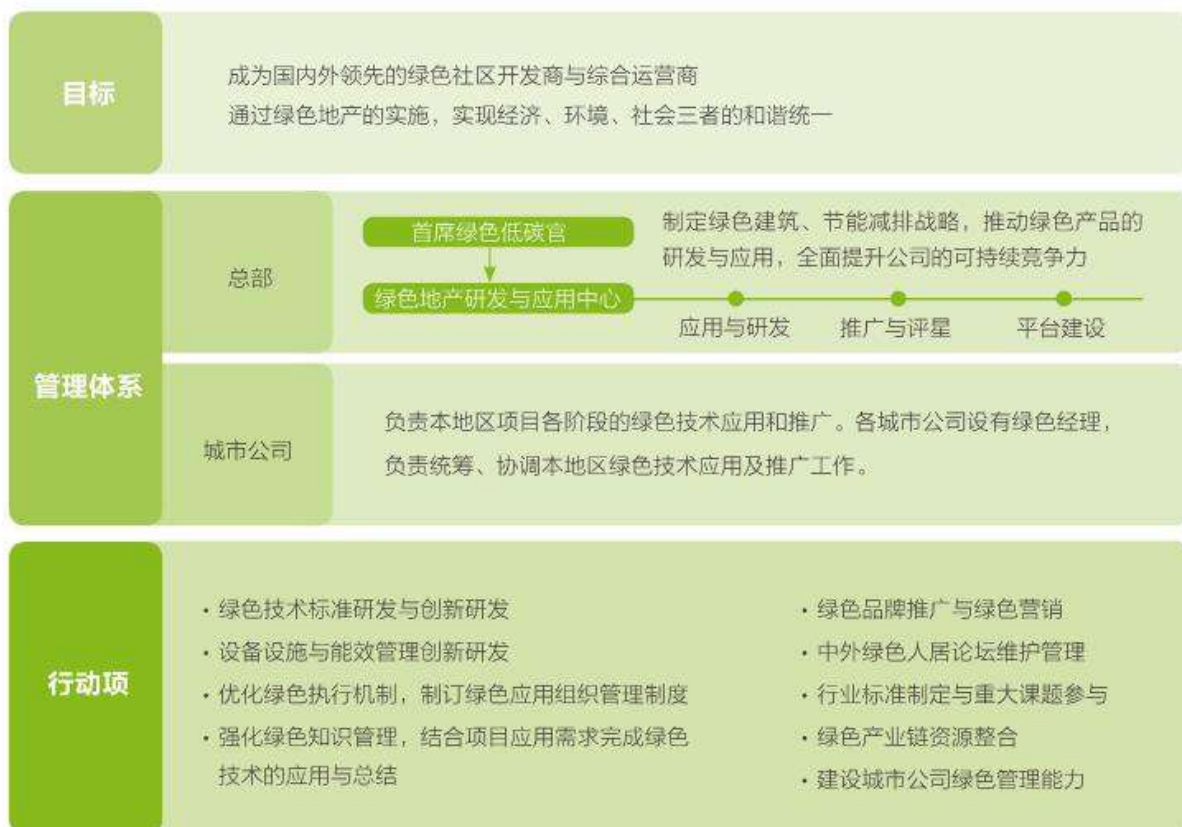 目标
成为国内外领先的绿色社区开发商与综合运营商
通过绿色地产的实施，实现经济、环境、社会三者的和谐统一
管理体系
总部
首席绿色低碳官
绿色地产研发与应用中心
制定绿色建筑、节能减排战略，推动绿色产品的
研发与应用，全面提升公司的可持续竞争力
应用与研发
推广与评星
平台建设
城市公司
负责本地区项目各阶段的绿色技术应用和推广。各城市公司设有绿色经理，
负责统筹、协调本地区绿色技术应用及推广工作。
行动项
・绿色技术标准研发与创新研发
・设备设施与能效管理创新研发
・优化绿色执行机制，制订绿色应用组织管理制度
・强化绿色知识管理，结合项目应用需求完成绿色
技术的应用与总结
・绿色品牌推广与绿色营销
・中外绿色人居论坛维护管理
・行业标准制定与重大课题参与
・绿色产业链资源整合
・建设城市公司绿色管理能力